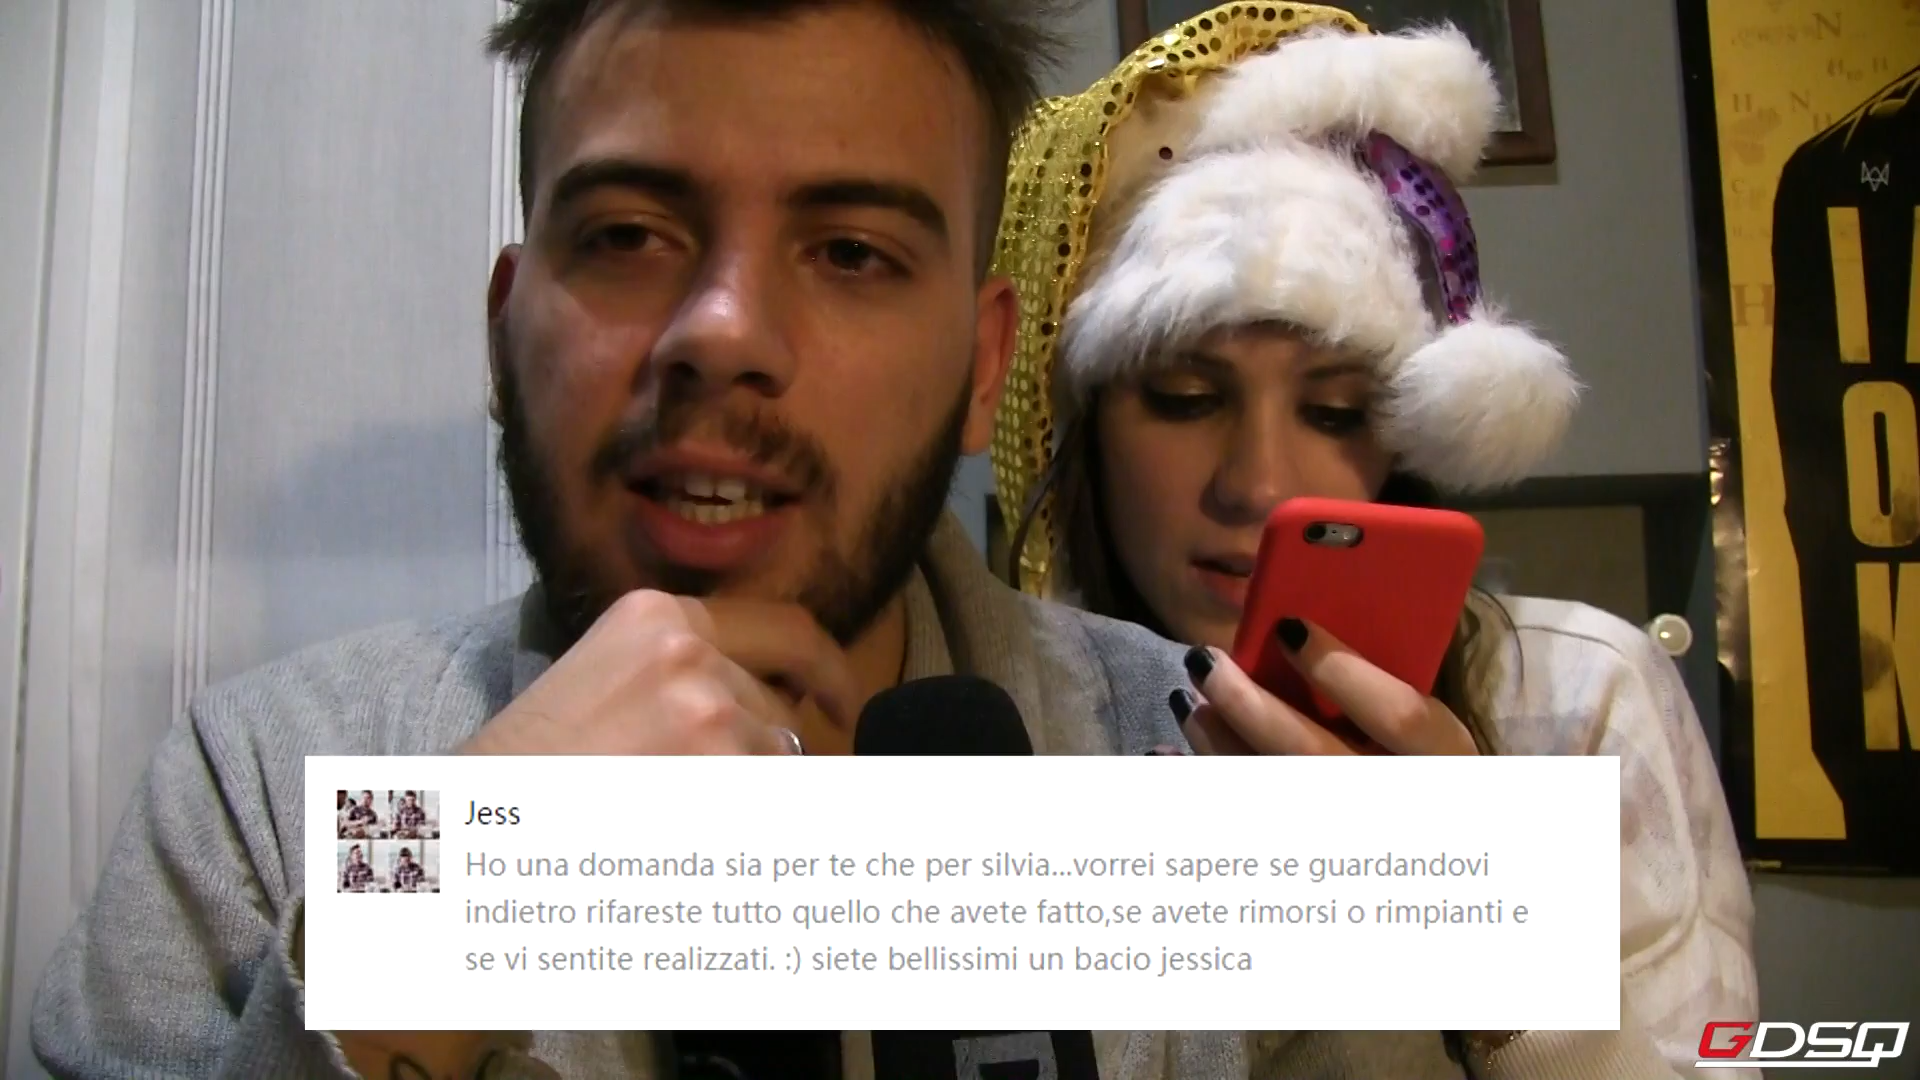 Jess
Ho una domanda sia per te che per silvia...vorrei sapere se guardandovi
indietro rifareste tutto quello che avete fatto,se avete rimorsi o rimpianti e
se vi sentite realizzati. :) siete bellissimi un bacio jessica
GDSQ